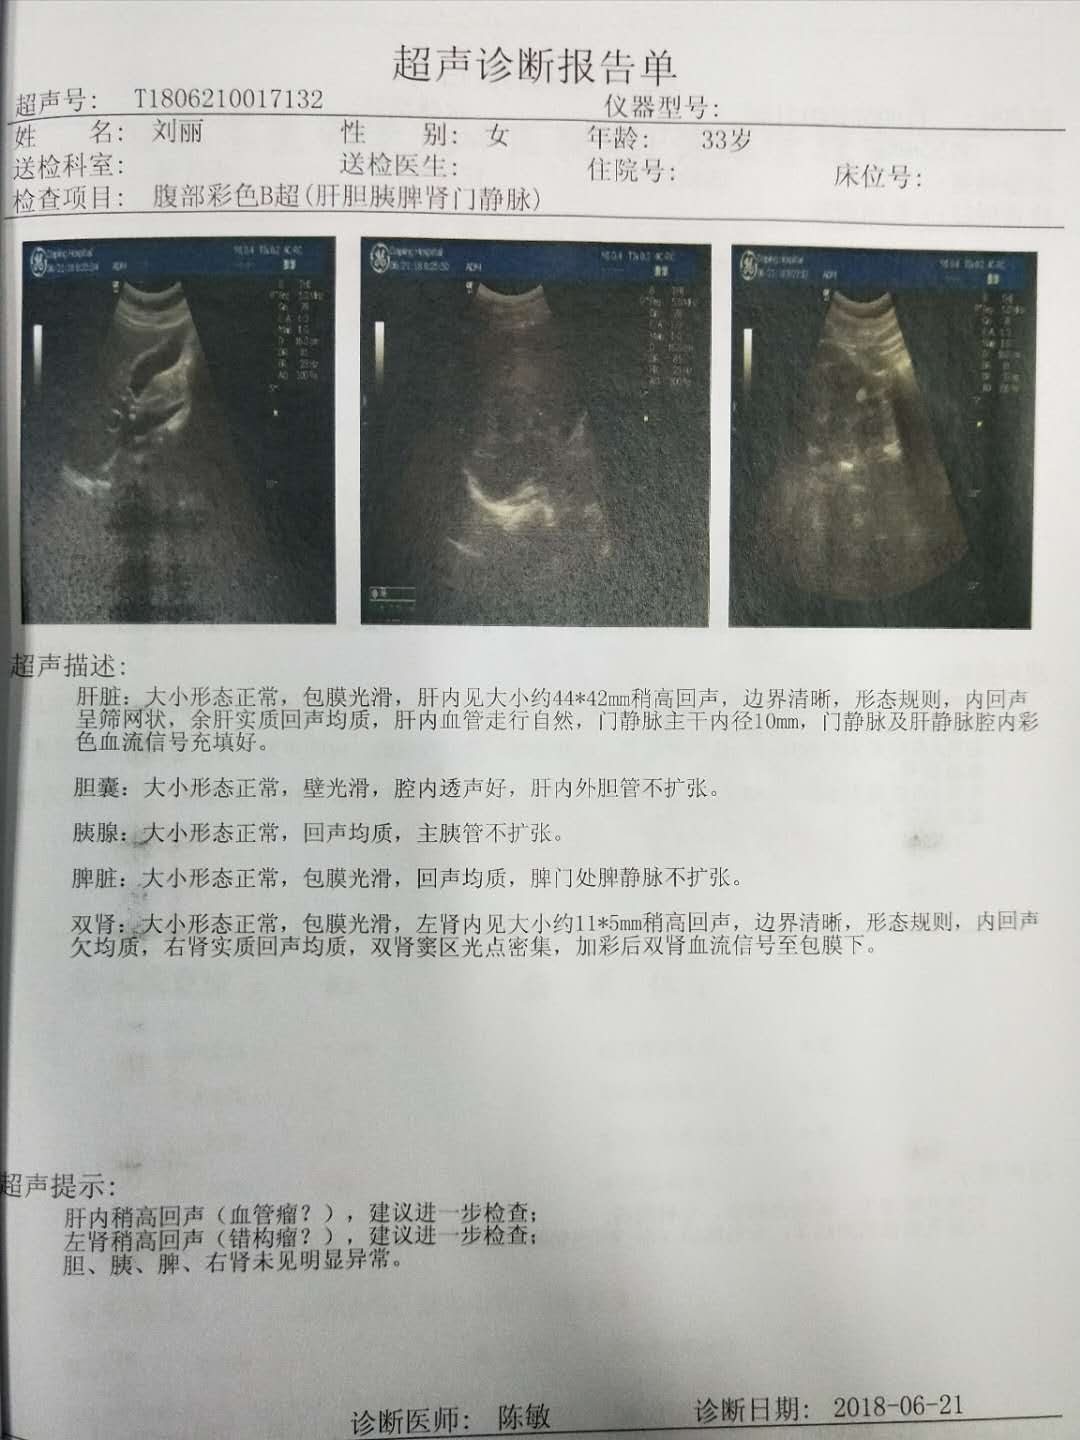 超声诊断报告单
超声号: T1806210017132 仪器型号:
姓 名: 刘丽 性 别: 女 年龄: 33岁
送检科室: 送检医生: 住院号: 床位号:
检查项目: 腹部彩色B超(肝胆胰脾肾门静脉)
超声描述:
肝脏: 大小形态正常, 包膜光滑, 肝内见大小约44*42mm稍高回声, 边界清晰, 形态规则, 内回声
呈筛网状, 余肝实质回声均质, 肝内血管走行自然, 门静脉主干内径10mm, 门静脉及肝静脉腔内彩
色血流信号充填好。
胆囊: 大小形态正常, 壁光滑, 腔内透声好, 肝内外胆管不扩张。
胰腺: 大小形态正常, 回声均质, 主胰管不扩张。
脾脏: 大小形态正常, 包膜光滑, 回声均质, 脾门处脾静脉不扩张。
双肾: 大小形态正常, 包膜光滑, 左肾内见大小约11*5mm稍高回声, 边界清晰, 形态规则, 内回声
欠均质, 右肾实质回声均质, 双肾窦区光点密集, 加彩后双肾血流信号至包膜下。
超声提示:
肝内稍高回声 (血管瘤? ), 建议进一步检查;
左肾稍高回声 (错构瘤? ), 建议进一步检查;
胆、胰、脾、右肾未见明显异常。
诊断医师: 陈敏 诊断日期: 2018-06-21